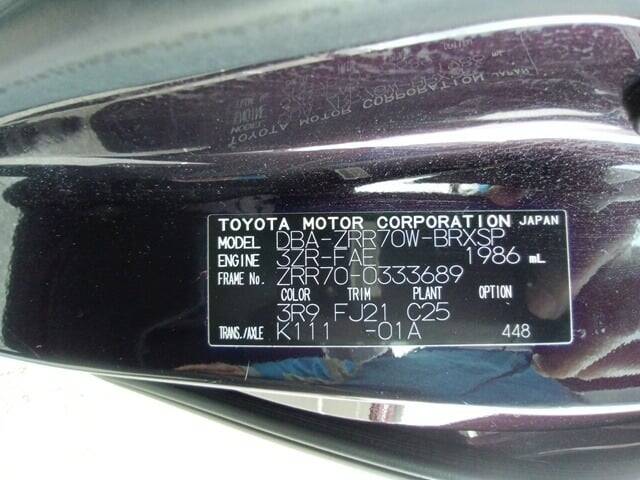 TOYOTA MOTOR CORPORATION JAPAN
MODEL DBA-ZRR70W-BRXSP
ENGINE 3ZR-FAE 1986 mL
FRAME No. ZRR70-0333689
COLOR TRIM PLANT OPTION
3R9 FJ21 C25
TRANS./AXLE K111 -01A 448